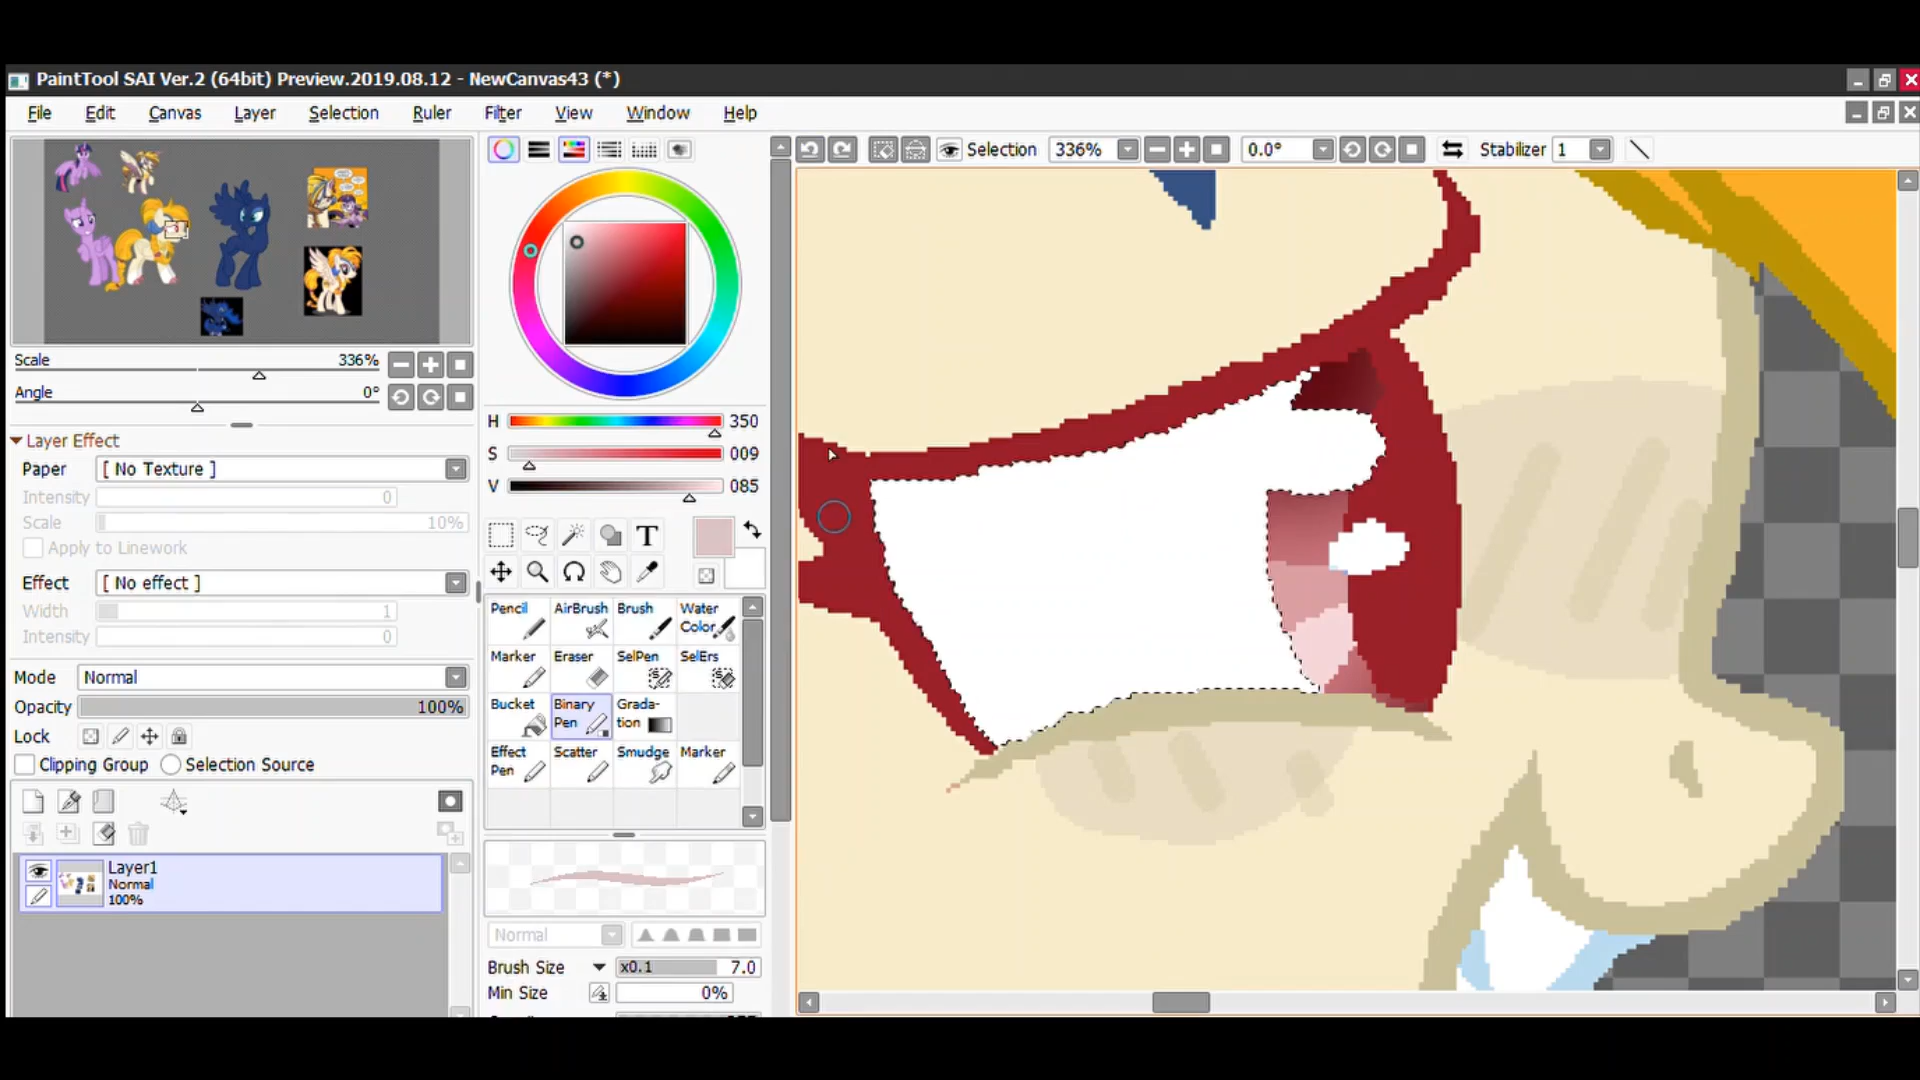 PaintTool SAI Ver.2 (64bit) Preview.2019.08.12 - NewCanvas43 (*)
File Edit Canvas Layer Selection Ruler Filter View Window Help
Selection 336% 0.0° Stabilizer 1
Scale 336%
Angle 0°
Layer Effect
Paper [ No Texture ]
Intensity 0
Scale 10%
Apply to Linework
Effect [ No effect ]
Width 1
Intensity 0
Mode Normal
Opacity 100%
Lock
Clipping Group Selection Source
Layer1
Normal
100%
H 350
S 009
V 085
T
Pencil AirBrush Brush Water Color
Marker Eraser SelPen SelErs
Bucket Binary Pen Grada-tion
Effect Pen Scatter Smudge Marker
Normal
Brush Size x0.1 7.0
Min Size 0%